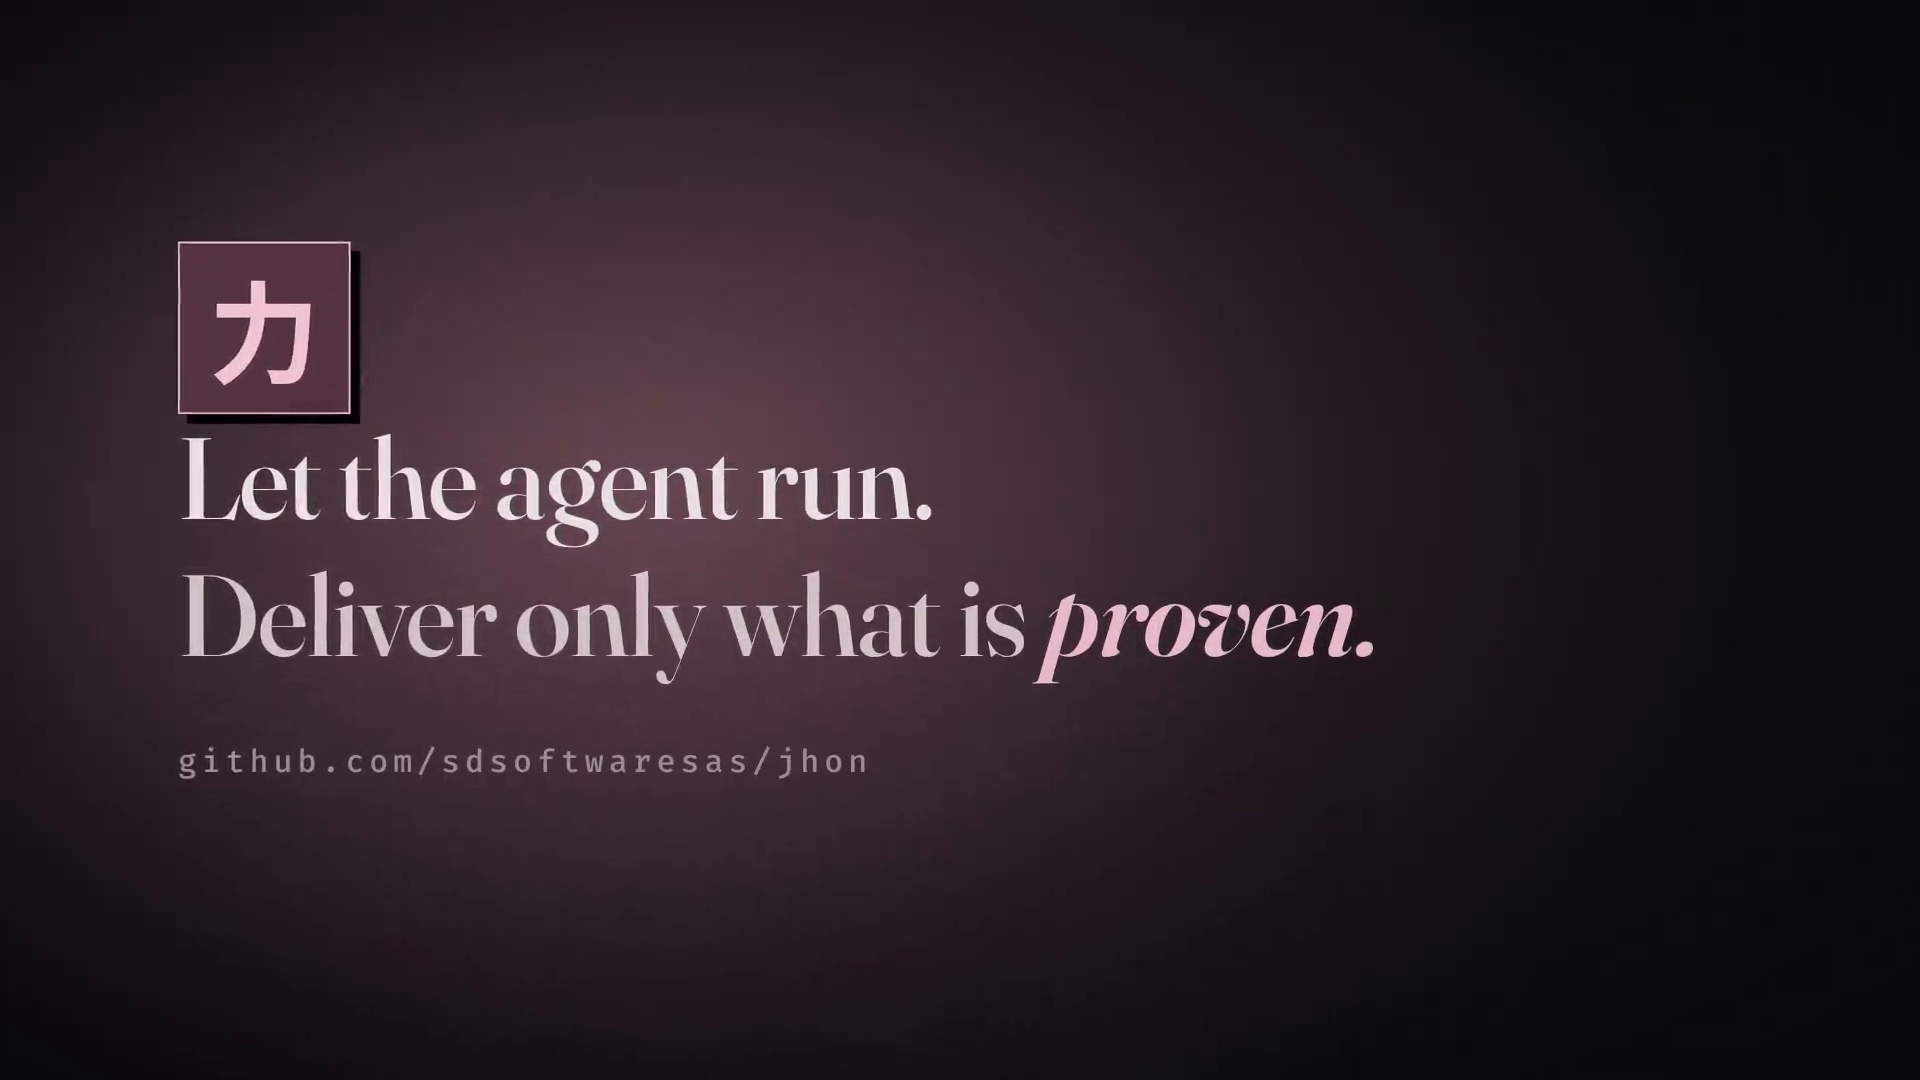 力
Let the agent run.
Deliver only what is proven.
github.com/sdsoftwaresas/jhon